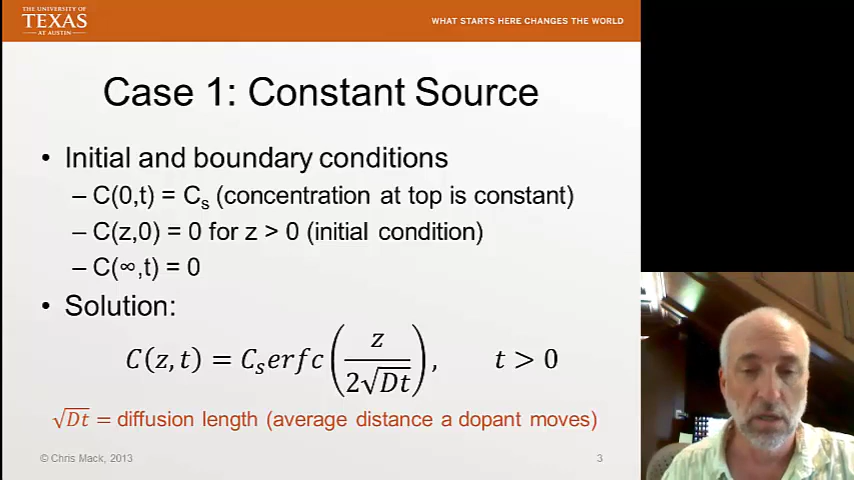 THE UNIVERSITY OF
TEXAS
AT AUSTIN
WHAT STARTS HERE CHANGES THE WORLD
Case 1: Constant Source
• Initial and boundary conditions
– C(0,t) = Cₛ (concentration at top is constant)
– C(z,0) = 0 for z > 0 (initial condition)
– C(∞,t) = 0
• Solution:
C(z,t) = Cₛerfc(z/(2√Dt)), t > 0
√Dt = diffusion length (average distance a dopant moves)
© Chris Mack, 2013
3